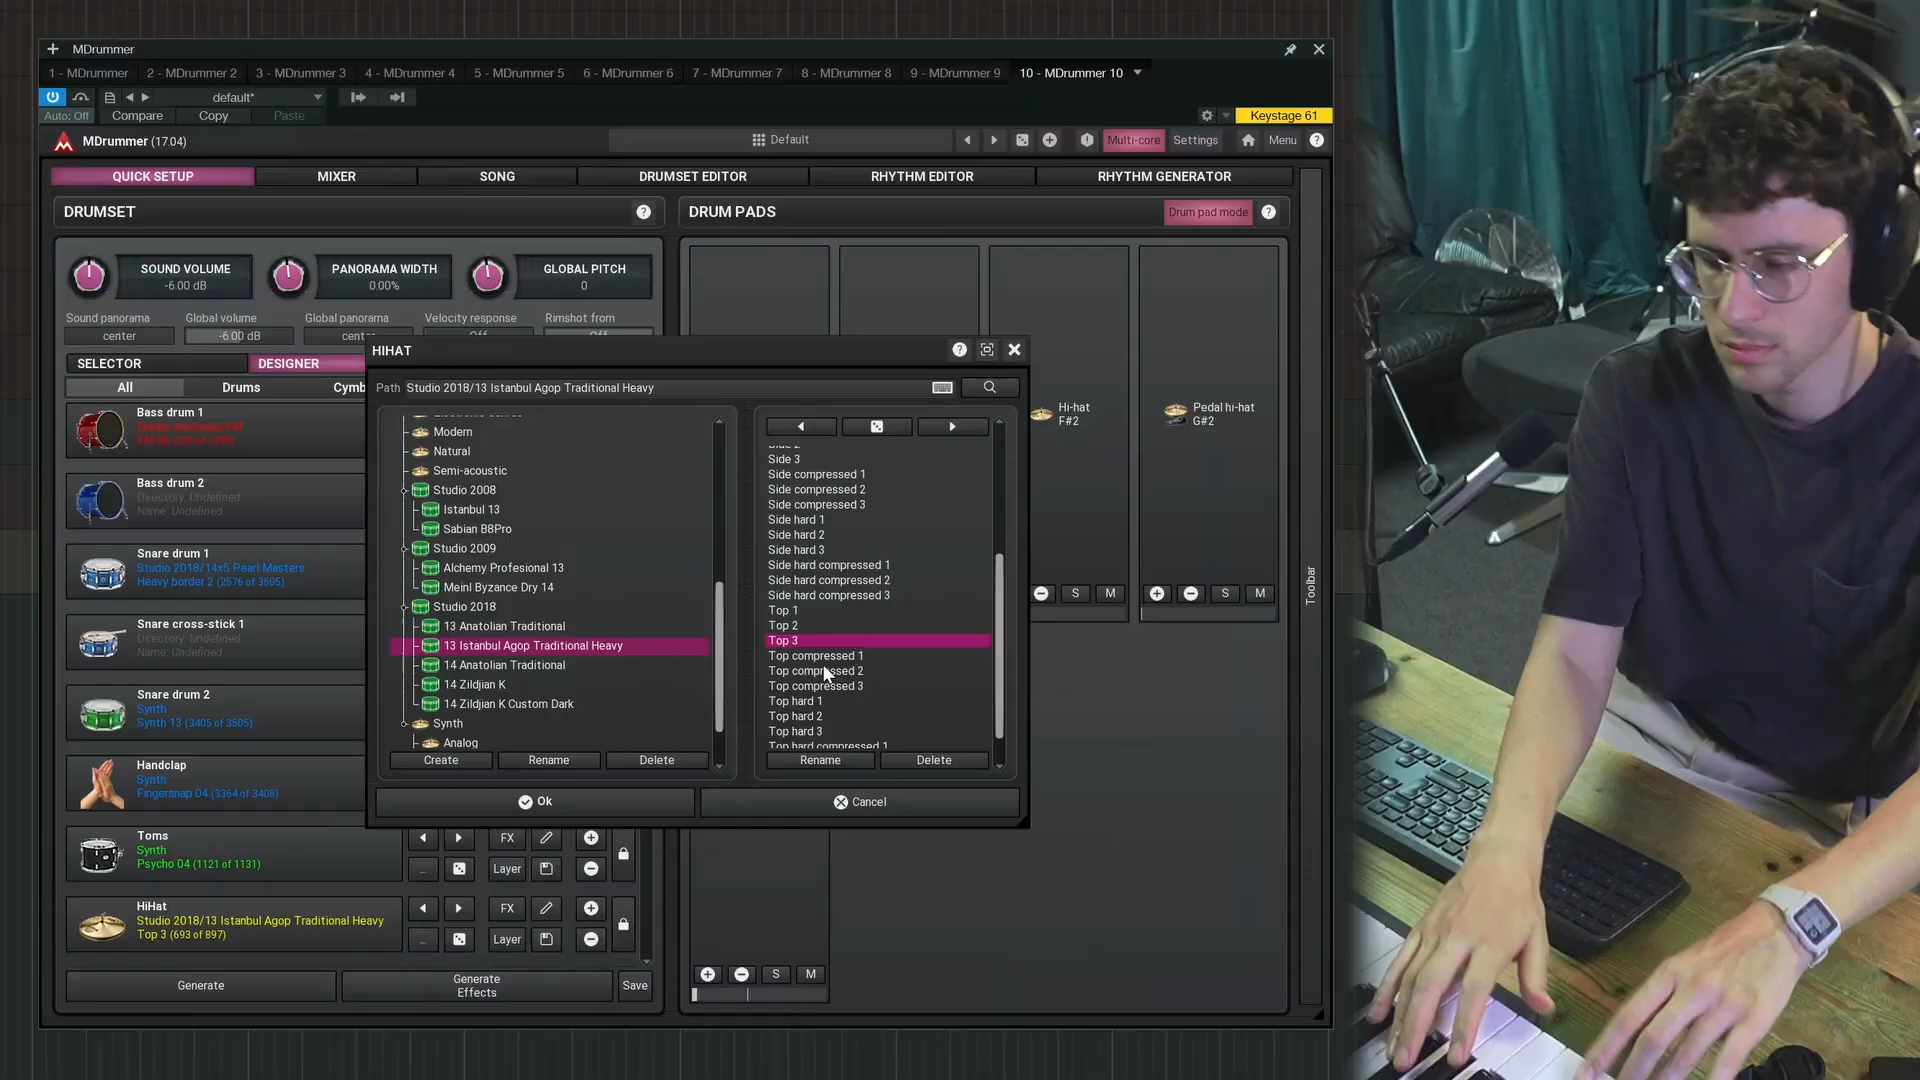 MDrummer
1 - MDrummer 2 - MDrummer 2 3 - MDrummer 3 4 - MDrummer 4 5 - MDrummer 5 6 - MDrummer 6 7 - MDrummer 7 8 - MDrummer 8 9 - MDrummer 9 10 - MDrummer 10
default*
Auto: Off Compare Copy Paste Keystage 61
MDrummer (17.04) Default Multi-core Settings Menu ?
QUICK SETUP MIXER SONG DRUMSET EDITOR RHYTHM EDITOR RHYTHM GENERATOR
DRUMSET ? DRUM PADS Drum pad mode ?
SOUND VOLUME PANORAMA WIDTH GLOBAL PITCH
-6.00 dB 0.00% 0
Sound panorama Global volume Global panorama Velocity response Rimshot from
center -6.00 dB
SELECTOR DESIGNER
All Drums
Bass drum 1
Bass drum 2
Directory: Undefined
Name: Undefined
Snare drum 1
Studio 2018/14x5 Pearl Masters
Heavy border 2 (2576 of 3505)
Snare cross-stick 1
Directory: Undefined
Name: Undefined
Snare drum 2
Synth
Synth 13 (3405 of 3505)
Handclap
Synth
Fingersnap 04 (3364 of 3408)
Toms
Synth
Psycho 04 (1121 of 1131)
FX
... Layer
HiHat
Studio 2018/13 Istanbul Agop Traditional Heavy
Top 3 (693 of 897)
FX
... Layer
Generate Generate Effects Save
HIHAT ?
Path Studio 2018/13 Istanbul Agop Traditional Heavy
Modern
Natural
Semi-acoustic
Studio 2008
Istanbul 13
Sabian B8Pro
Studio 2009
Alchemy Profesional 13
Meinl Byzance Dry 14
Studio 2018
13 Anatolian Traditional
13 Istanbul Agop Traditional Heavy
14 Anatolian Traditional
14 Zildjian K
14 Zildjian K Custom Dark
Synth
Analog
Create Rename Delete
Side 3
Side compressed 1
Side compressed 2
Side compressed 3
Side hard 1
Side hard 2
Side hard 3
Side hard compressed 1
Side hard compressed 2
Side hard compressed 3
Top 1
Top 2
Top 3
Top compressed 1
Top compressed 2
Top compressed 3
Top hard 1
Top hard 2
Top hard 3
Top hard compressed 1
Rename Delete
Ok Cancel
Hi-hat
F#2
Pedal hi-hat
G#2
S M S M
S M
Toolbar